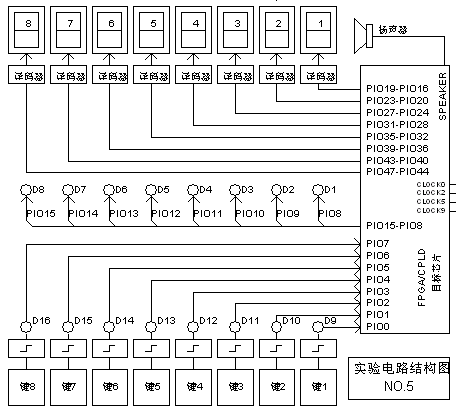 8 7 6 5 4 3 2 1
扬声器
译码器 译码器 译码器 译码器 译码器 译码器 译码器 译码器
SPEAKER
PIO19-PIO16
PIO23-PIO20
PIO27-PIO24
PIO31-PIO28
PIO35-PIO32
PIO39-PIO36
PIO43-PIO40
PIO47-PIO44
CLOCK0
CLOCK2
CLOCK5
CLOCK9
D8 D7 D6 D5 D4 D3 D2 D1
PIO15 PIO14 PIO13 PIO12 PIO11 PIO10 PIO9 PIO8
PIO15-PIO8
PIO7
PIO6
PIO5
PIO4
PIO3
PIO2
PIO1
PIO0
FPGA/CPLD
目标芯片
D16 D15 D14 D13 D12 D11 D10 D9
键8 键7 键6 键5 键4 键3 键2 键1
实验电路结构图
NO.5